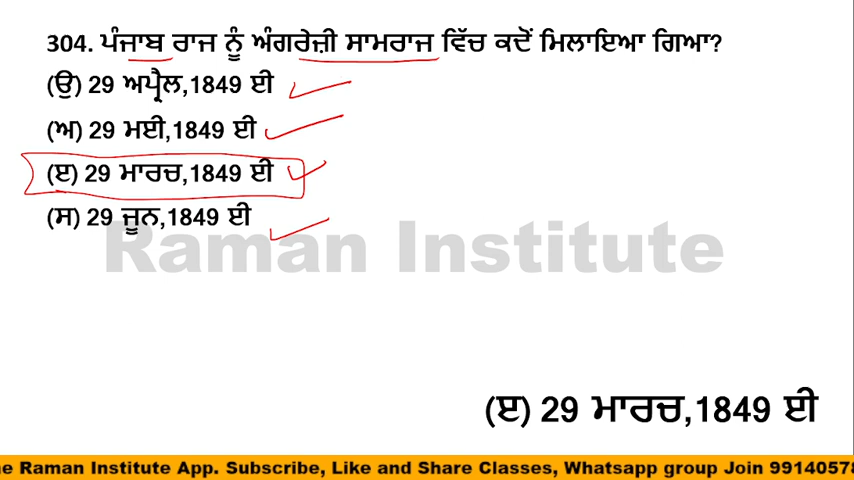 304. ਪੰਜਾਬ ਰਾਜ ਨੂੰ ਅੰਗਰੇਜ਼ੀ ਸਾਮਰਾਜ ਵਿੱਚ ਕਦੋਂ ਮਿਲਾਇਆ ਗਿਆ?
(ਉ) 29 ਅਪ੍ਰੈਲ,1849 ਈ
(ਅ) 29 ਮਈ,1849 ਈ
(ੲ) 29 ਮਾਰਚ,1849 ਈ
(ਸ) 29 ਜੂਨ,1849 ਈ
Raman Institute
(ੲ) 29 ਮਾਰਚ,1849 ਈ
e Raman Institute App. Subscribe, Like and Share Classes, Whatsapp group Join 99140578